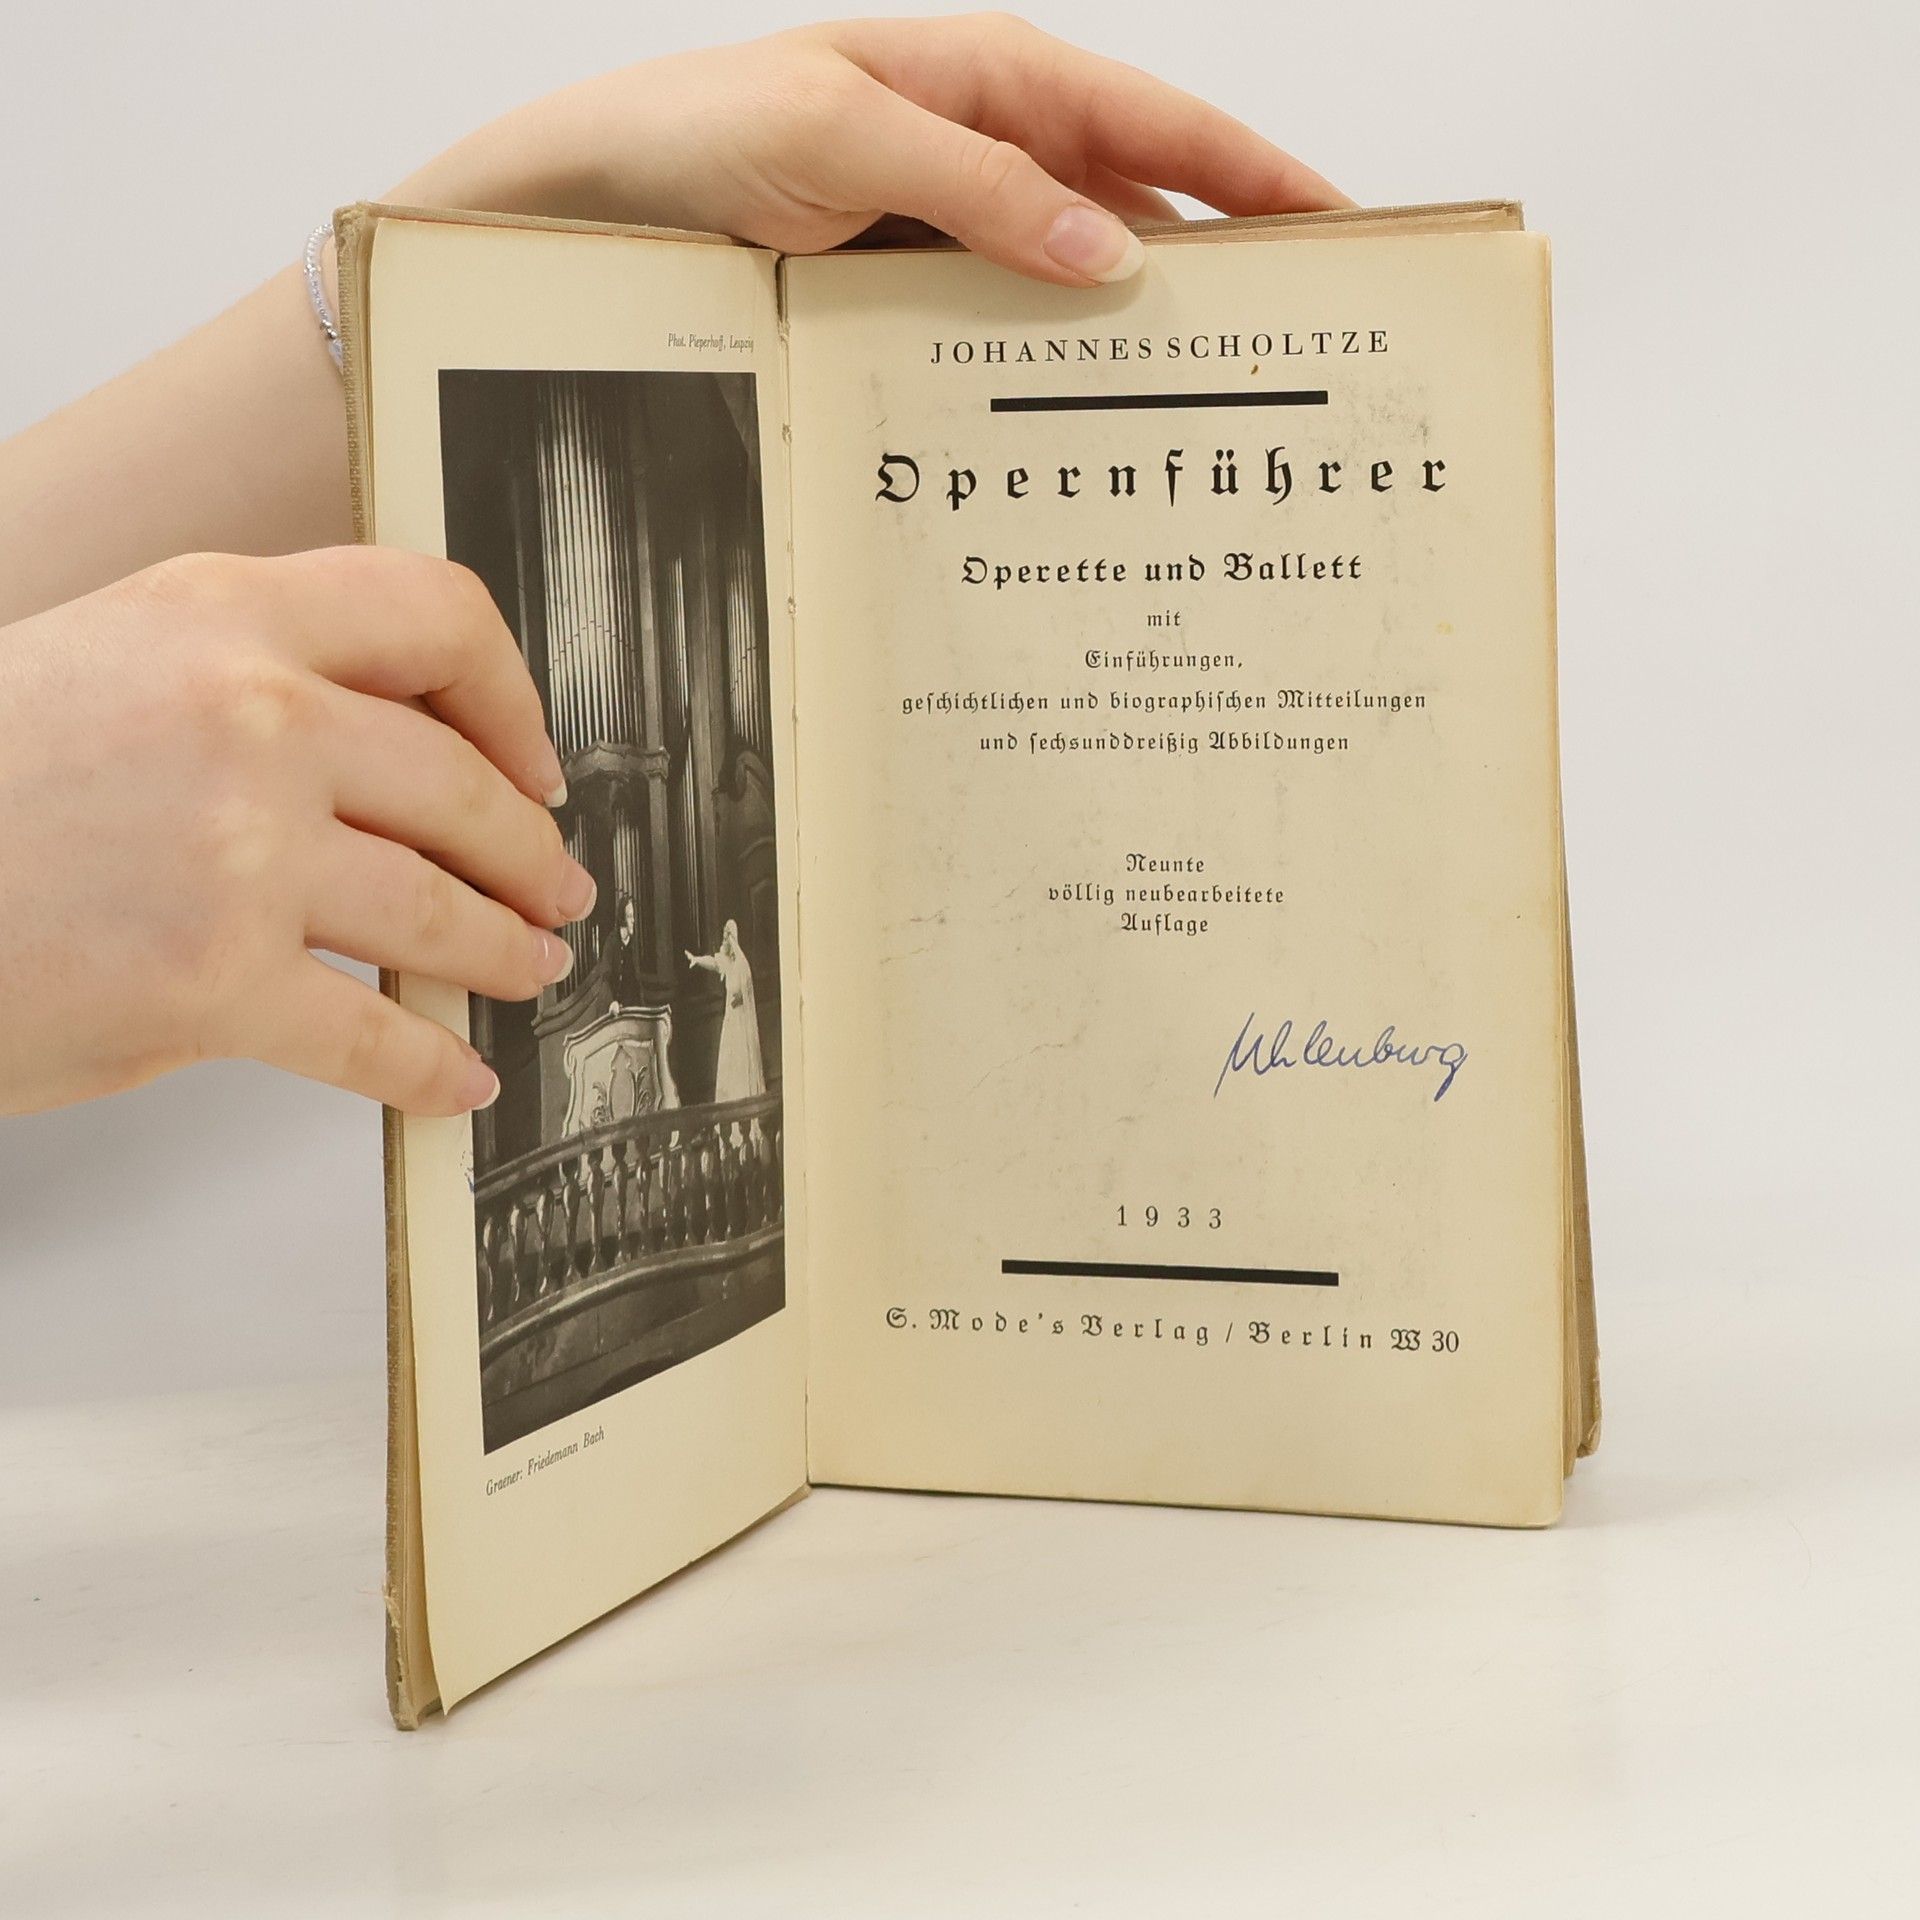 Phot. Pieperhoff, Leipzig
Graener: Friedemann Bach
JOHANNES SCHOLTZE
Opernführer
Operette und Ballett
mit
Einführungen,
geſchichtlichen und biographiſchen Mitteilungen
und ſechsunddreißig Abbildungen
Neunte
völlig neubearbeitete
Auflage
Uhlenburg
1933
S. Mode's Verlag / Berlin W 30